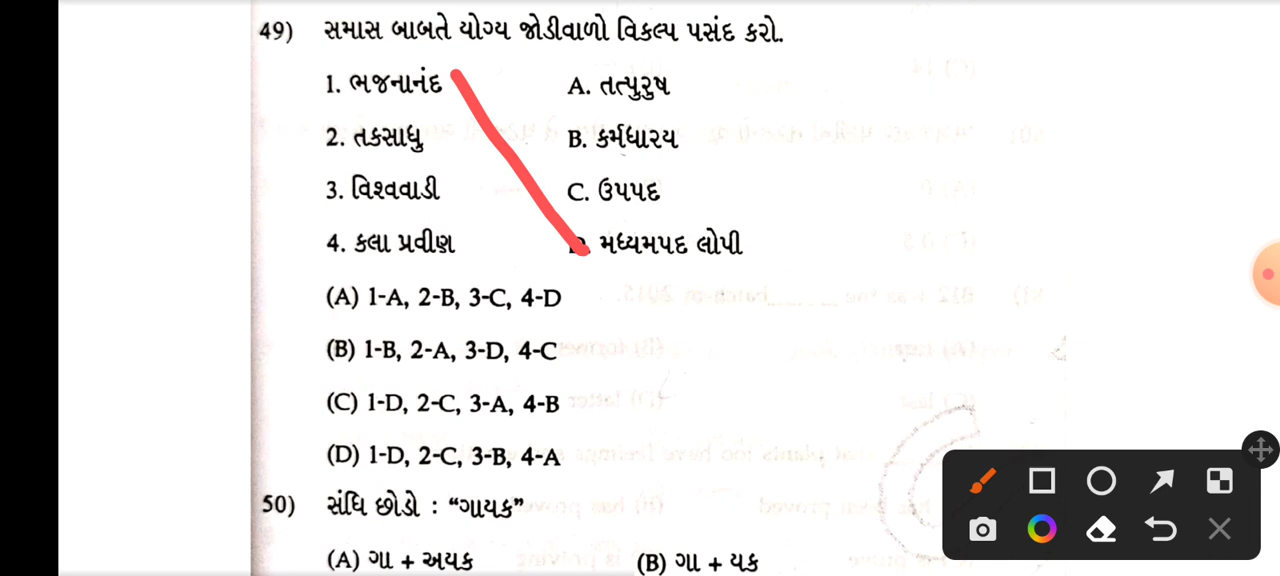 49) સમાસ બાબતે યોગ્ય જોડીવાળો વિકલ્પ પસંદ કરો.
1. ભજનાનંદ A. તત્પુરુષ
2. તકસાધુ B. કર્મધારય
3. વિશ્વવાડી C. ઉપપદ
4. કલા પ્રવીણ D. મધ્યમપદ લોપી
(A) 1-A, 2-B, 3-C, 4-D
(B) 1-B, 2-A, 3-D, 4-C
(C) 1-D, 2-C, 3-A, 4-B
(D) 1-D, 2-C, 3-B, 4-A
50) સંધિ છોડો : “ગાયક”
(A) ગા + અયક (B) ગા + યક